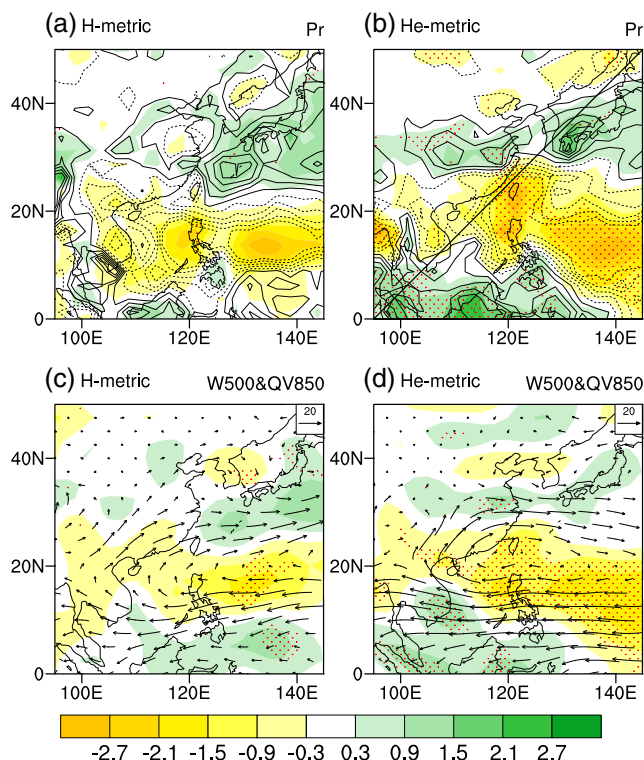 (a) H-metric Pr
(b) He-metric Pr
40N
20N
0
100E 120E 140E
40N
20N
0
100E 120E 140E
(c) H-metric W500&QV850
(d) He-metric W500&QV850
20
40N
20N
0
100E 120E 140E
20
40N
20N
0
100E 120E 140E
-2.7 -2.1 -1.5 -0.9 -0.3 0.3 0.9 1.5 2.1 2.7